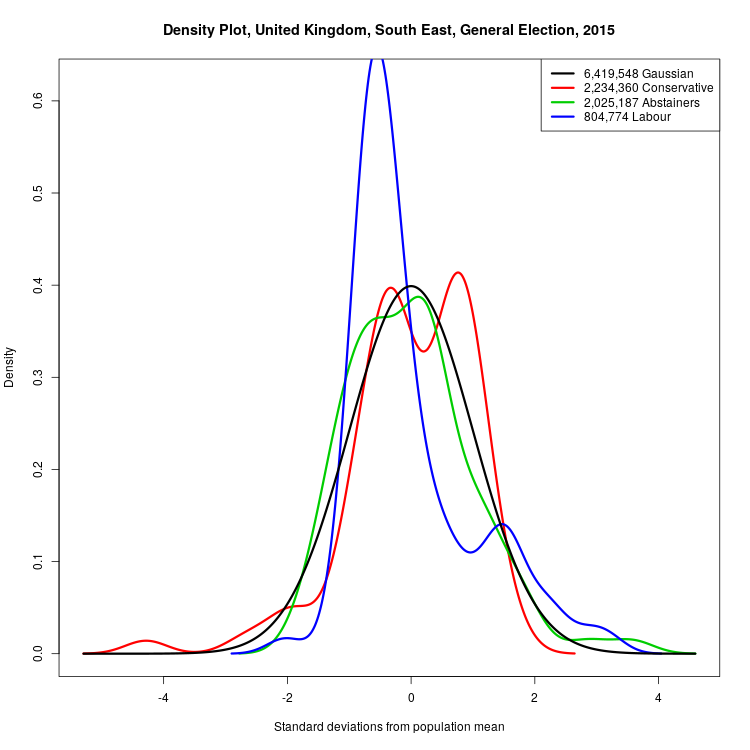 Density Plot, United Kingdom, South East, General Election, 2015
6,419,548 Gaussian
2,234,360 Conservative
2,025,187 Abstainers
804,774 Labour
Density
0.6
0.5
0.4
0.3
0.2
0.1
0.0
-4 -2 0 2 4
Standard deviations from population mean